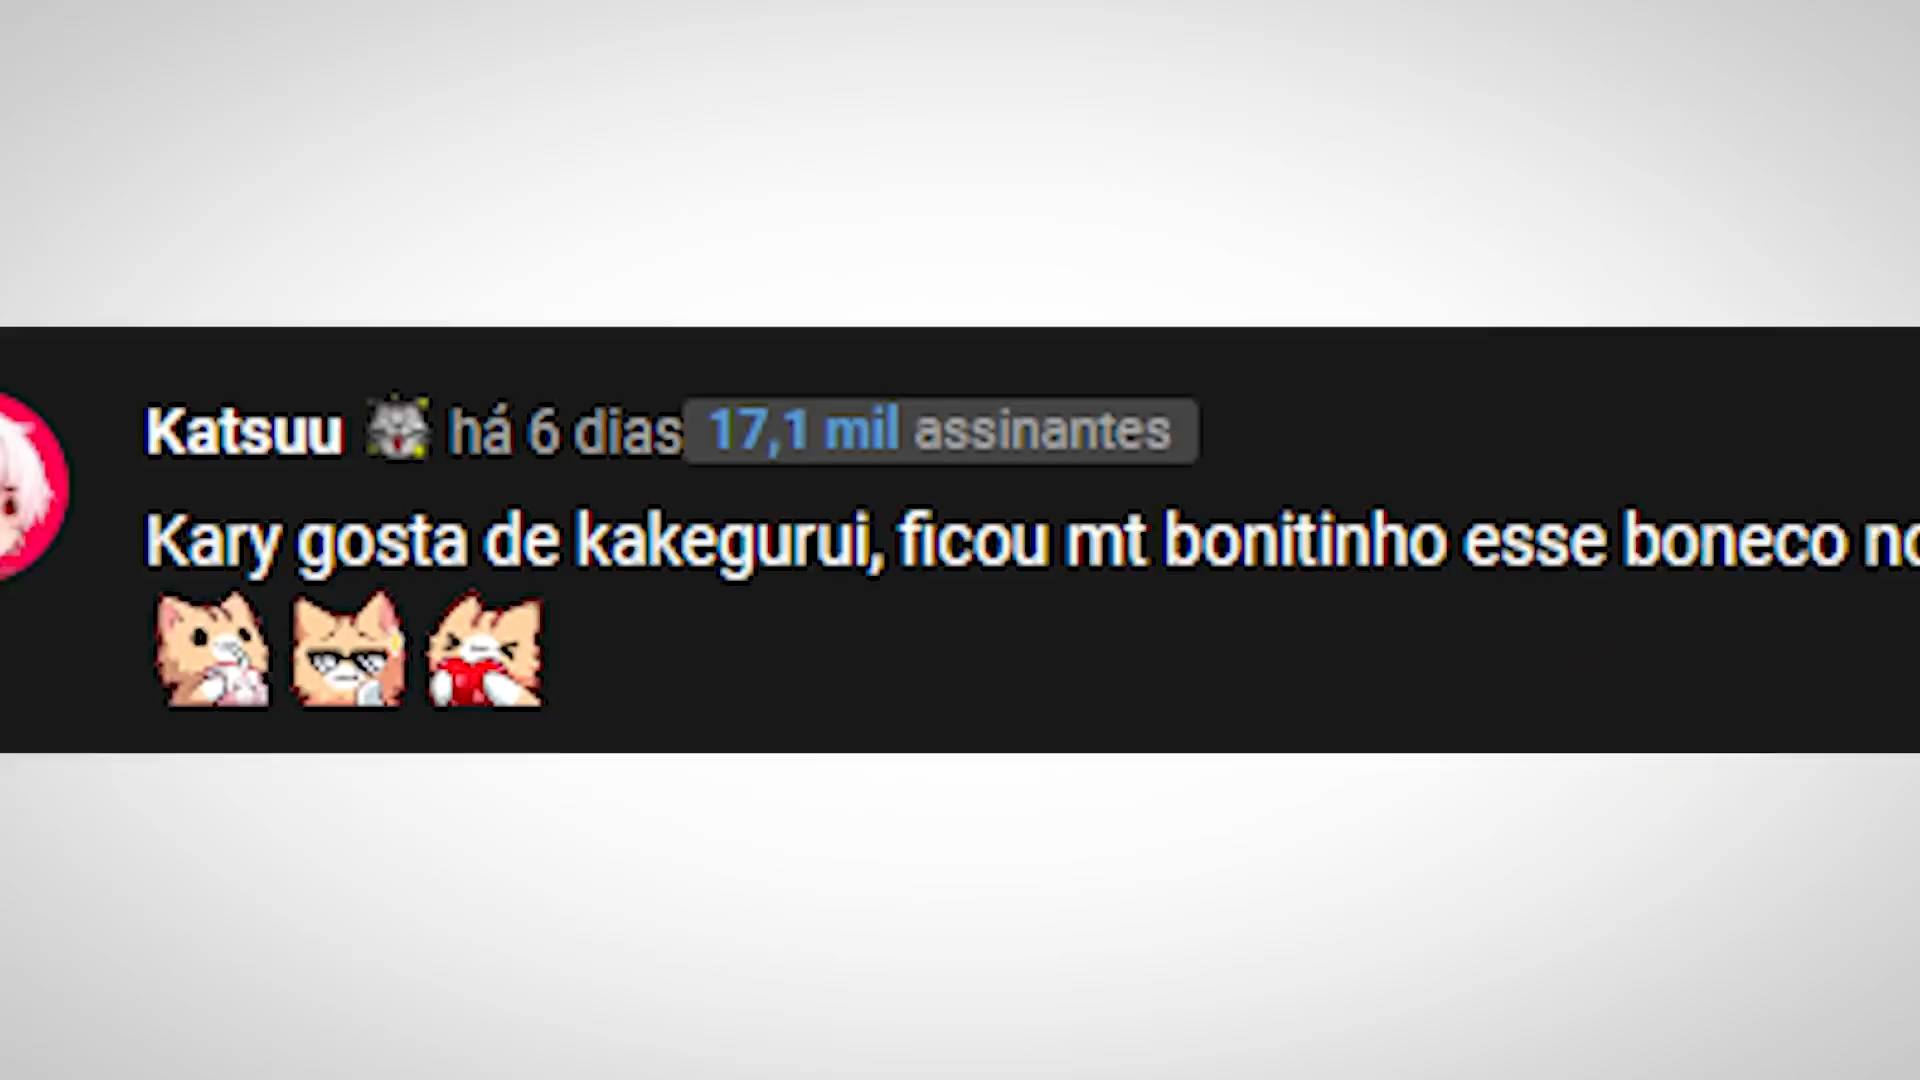 Katsuu há 6 dias 17,1 mil assinantes
Kary gosta de kakegurui, ficou mt bonitinho esse boneco